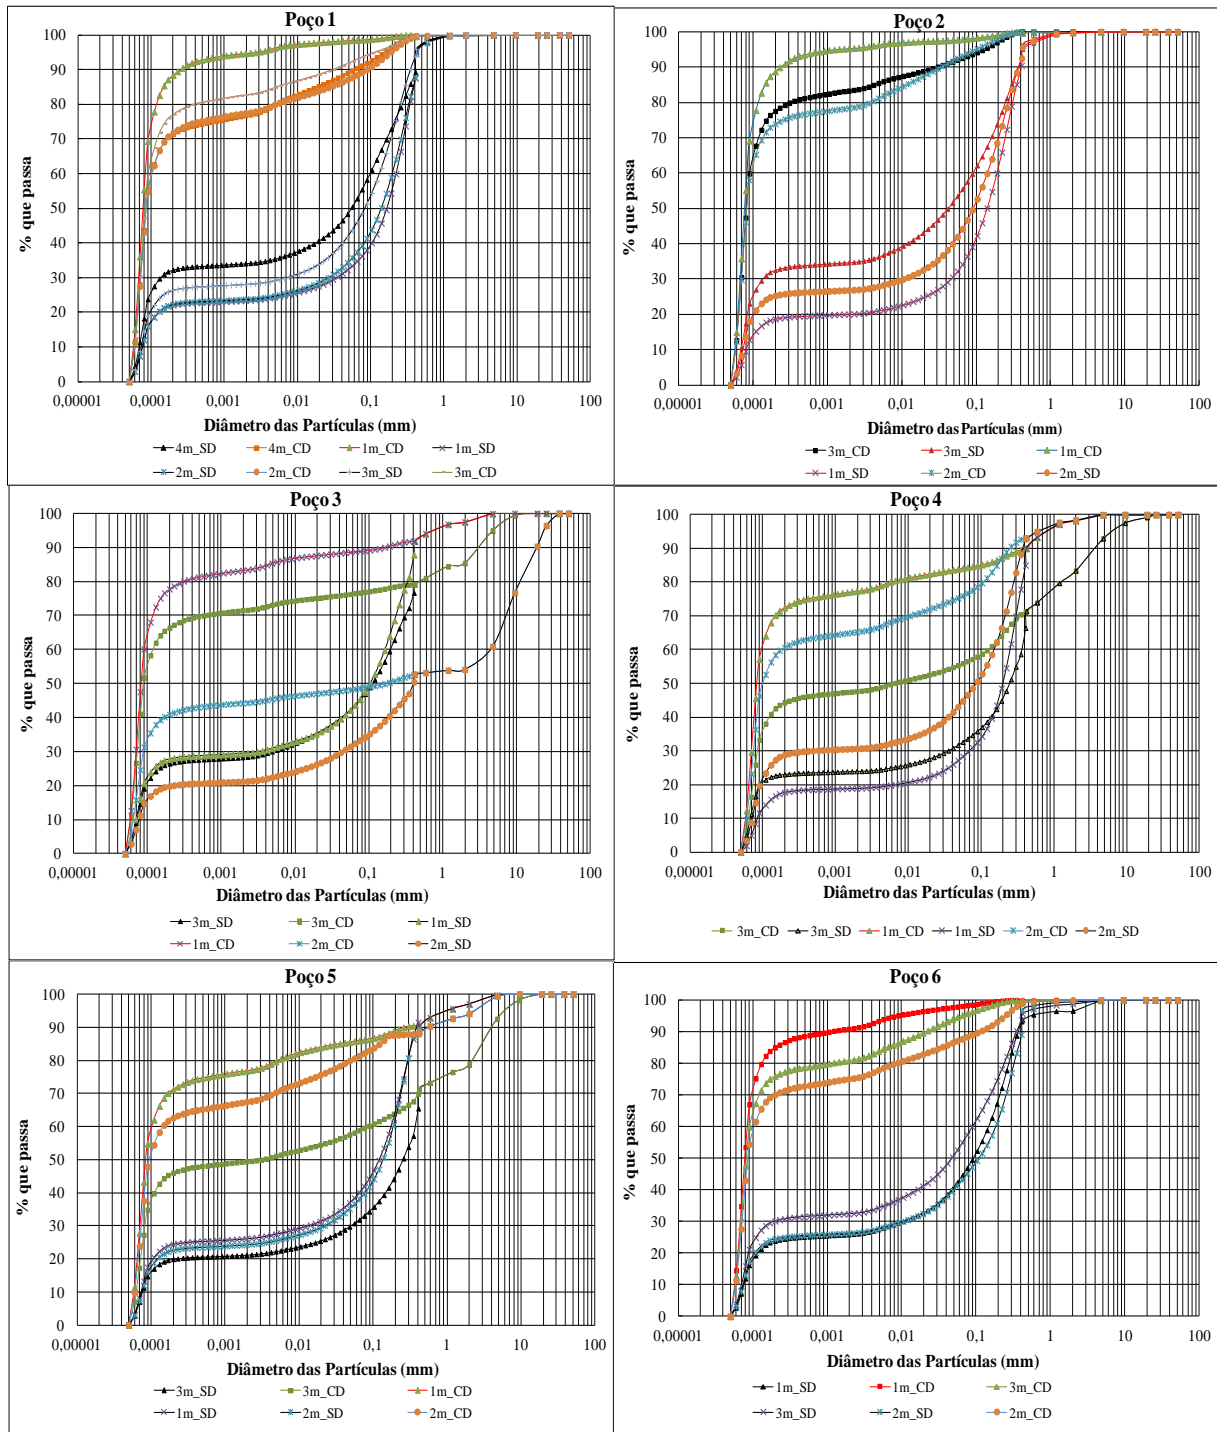 Poço 1
100
90
80
70
60
50
40
30
20
10
0
% que passa
0,00001 0,0001 0,001 0,01 0,1 1 10 100
Diâmetro das Partículas (mm)
4m_SD 4m_CD 1m_CD 1m_SD
2m_SD 2m_CD 3m_SD 3m_CD
Poço 2
100
90
80
70
60
50
40
30
20
10
0
% que passa
0,00001 0,0001 0,001 0,01 0,1 1 10 100
Diâmetro das Partículas (mm)
3m_CD 3m_SD 1m_CD
1m_SD 2m_CD 2m_SD
Poço 3
100
90
80
70
60
50
40
30
20
10
0
% que passa
0,00001 0,0001 0,001 0,01 0,1 1 10 100
Diâmetro das Partículas (mm)
3m_SD 3m_CD 1m_SD
1m_CD 2m_CD 2m_SD
Poço 4
100
90
80
70
60
50
40
30
20
10
0
% que passa
0,00001 0,0001 0,001 0,01 0,1 1 10 100
Diâmetro das Partículas (mm)
3m_CD 3m_SD 1m_CD 1m_SD 2m_CD 2m_SD
Poço 5
100
90
80
70
60
50
40
30
20
10
0
% que passa
0,00001 0,0001 0,001 0,01 0,1 1 10 100
Diâmetro das Partículas (mm)
3m_SD 3m_CD 1m_CD
1m_SD 2m_SD 2m_CD
Poço 6
100
90
80
70
60
50
40
30
20
10
0
% que passa
0,00001 0,0001 0,001 0,01 0,1 1 10 100
Diâmetro das Partículas (mm)
1m_SD 1m_CD 3m_CD
3m_SD 2m_SD 2m_CD